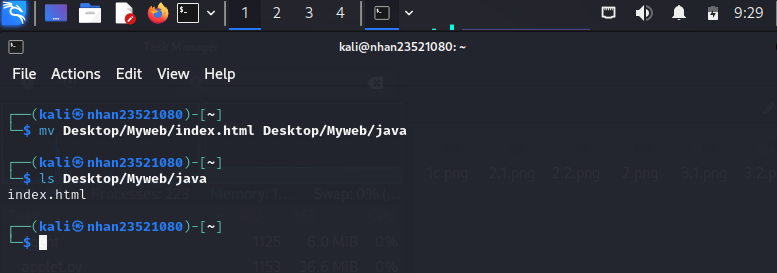 1 2 3 4 9:29
kali@nhan23521080: ~
File Actions Edit View Help
┌──(kali㉿nhan23521080)-[~]
└─$ mv Desktop/Myweb/index.html Desktop/Myweb/java
┌──(kali㉿nhan23521080)-[~]
└─$ ls Desktop/Myweb/java
index.html
┌──(kali㉿nhan23521080)-[~]
└─$